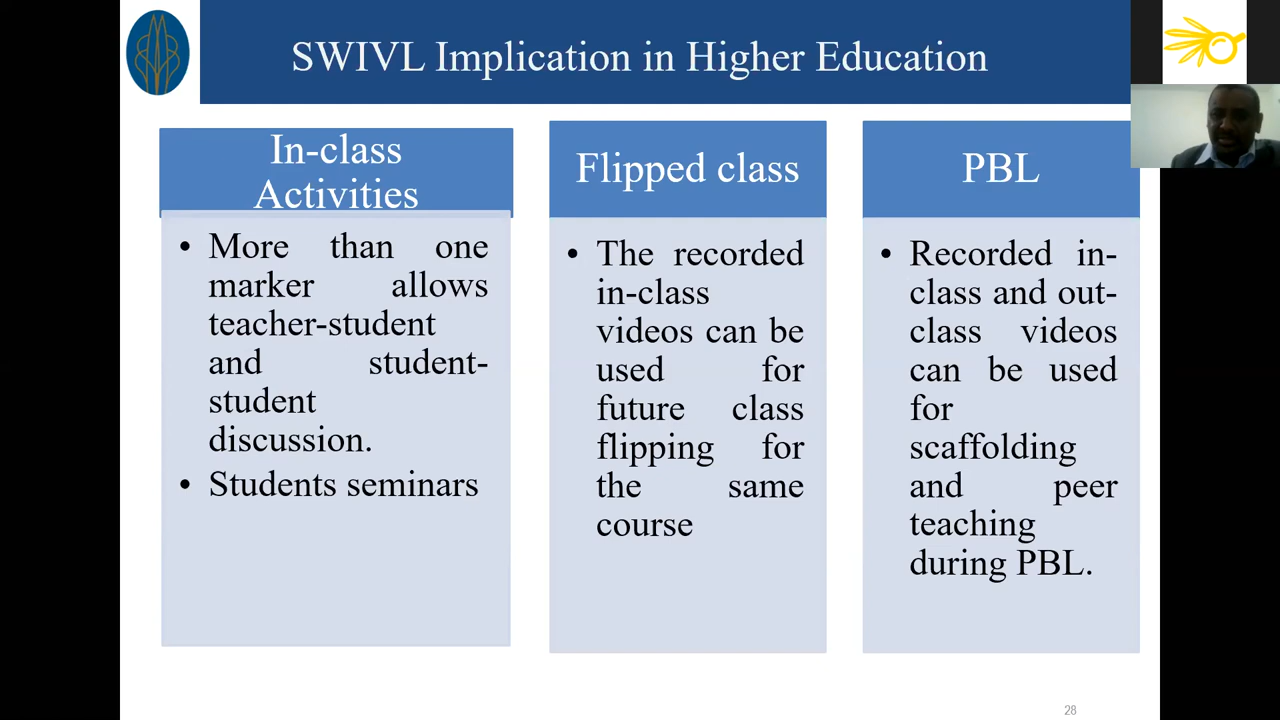 SWIVL Implication in Higher Education
In-class
Activities
• More than one
marker allows
teacher-student
and student-
student
discussion.
• Students seminars
Flipped class
• The recorded
in-class
videos can be
used for
future class
flipping for
the same
course
PBL
• Recorded in-
class and out-
class videos
can be used
for
scaffolding
and peer
teaching
during PBL.
28